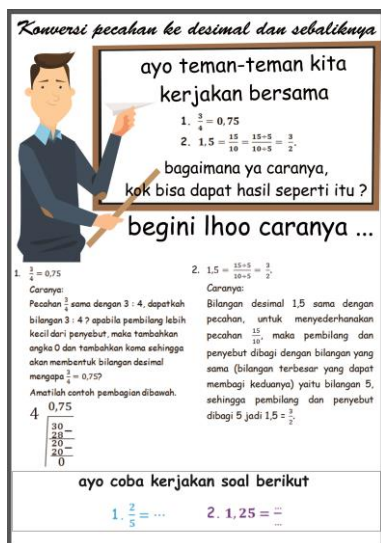 Konversi pecahan ke desimal dan sebaliknya
ayo teman-teman kita
kerjakan bersama
1. 3/4 = 0,75
2. 1,5 = 15/10 = 15÷5/10÷5 = 3/2.
bagaimana ya caranya,
kok bisa dapat hasil seperti itu ?
begini lhoo caranya ...
1. 3/4 = 0,75
Caranya:
Pecahan 3/4 sama dengan 3 : 4, dapatkah
bilangan 3 : 4 ? apabila pembilang lebih
kecil dari penyebut, maka tambahkan
angka 0 dan tambahkan koma sehingga
akan membentuk bilangan desimal
mengapa 3/4 = 0,75?
Amatilah contoh pembagian dibawah.
0,75
4
30
28 –
20
20 –
0
2. 1,5 = 15÷5/10÷5 = 3/2.
Caranya:
Bilangan desimal 1,5 sama dengan
pecahan, untuk menyederhanakan
pecahan 15/10, maka pembilang dan
penyebut dibagi dengan bilangan yang
sama (bilangan terbesar yang dapat
membagi keduanya) yaitu bilangan 5,
sehingga pembilang dan penyebut
dibagi 5 jadi 1,5 = 3/2.
ayo coba kerjakan soal berikut
1. 2/5 = ...
2. 1,25 = .../...